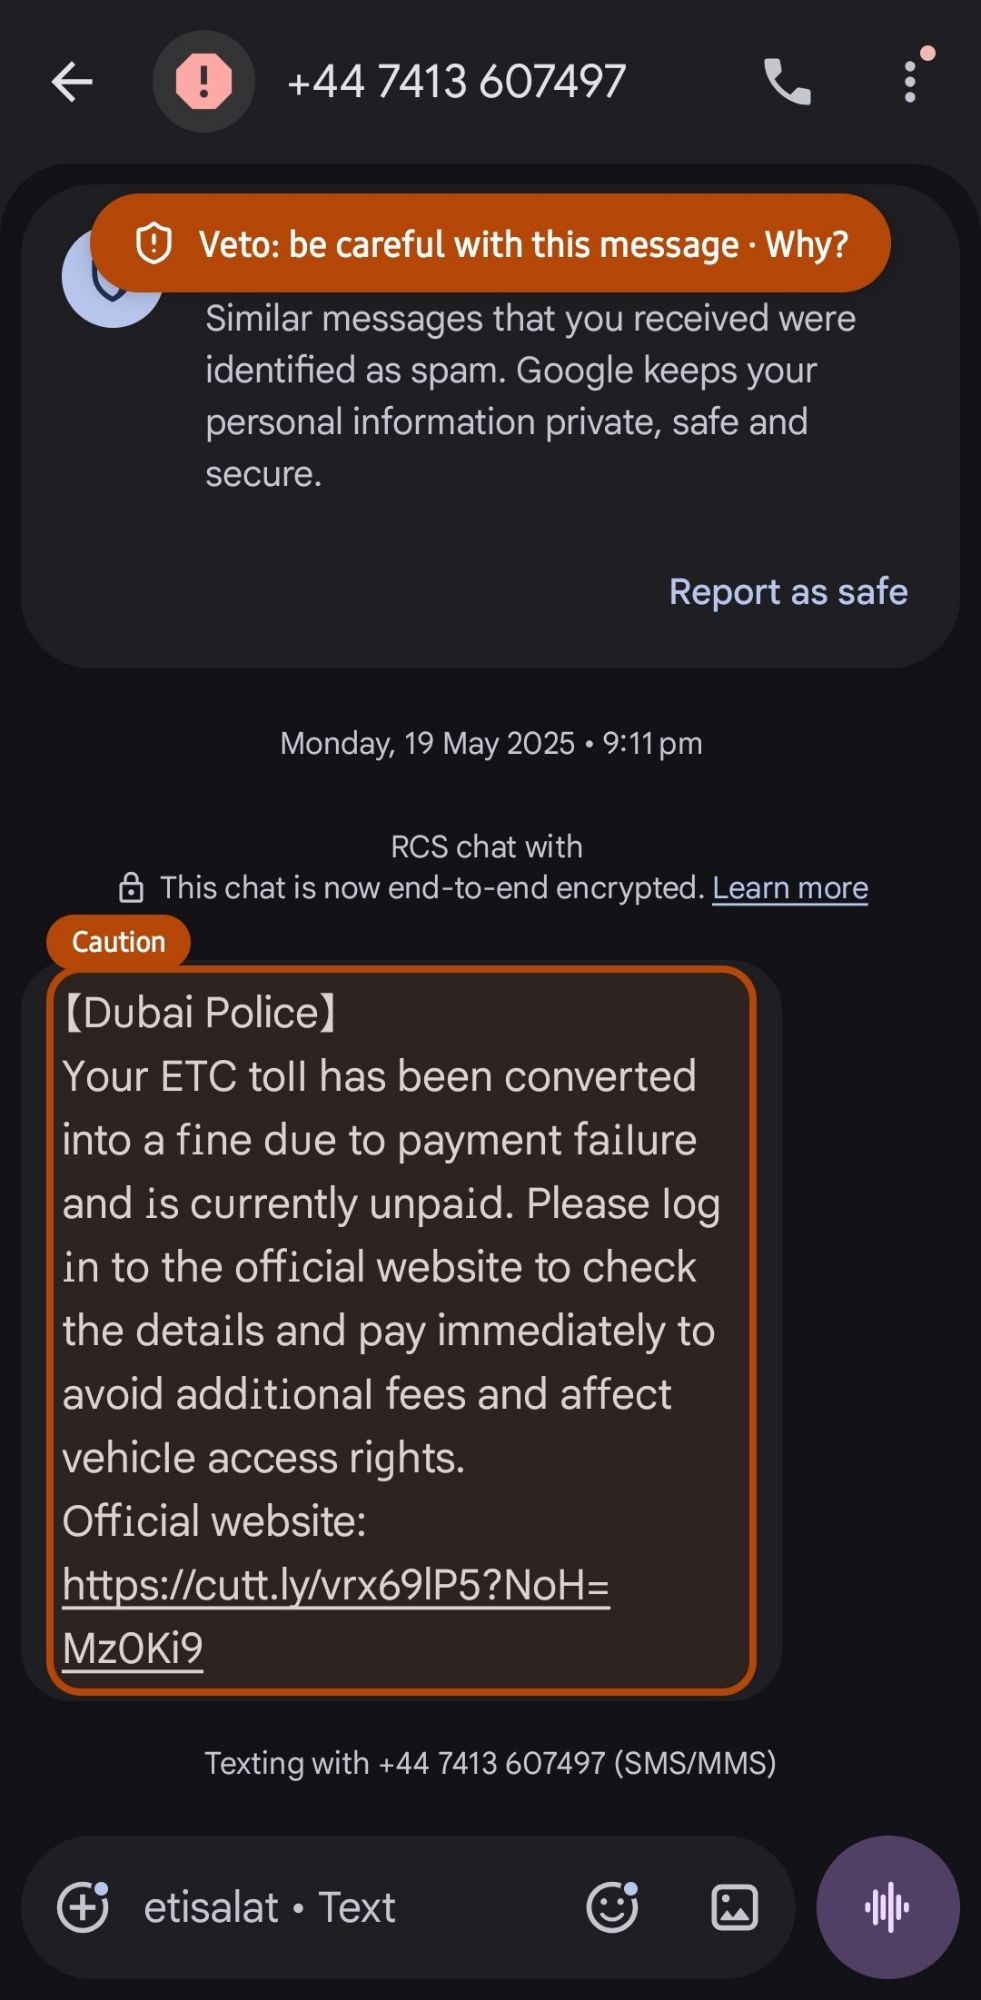 +44 7413 607497
Veto: be careful with this message · Why?
Similar messages that you received were
identified as spam. Google keeps your
personal information private, safe and
secure.
Report as safe
Monday, 19 May 2025 • 9:11 pm
RCS chat with
This chat is now end-to-end encrypted. Learn more
Caution
【Dubai Police】
Your ETC toll has been converted
into a fine due to payment failure
and is currently unpaid. Please log
in to the official website to check
the details and pay immediately to
avoid additional fees and affect
vehicle access rights.
Official website:
https://cutt.ly/vrx69lP5?NoH=
Mz0Ki9
Texting with +44 7413 607497 (SMS/MMS)
etisalat • Text